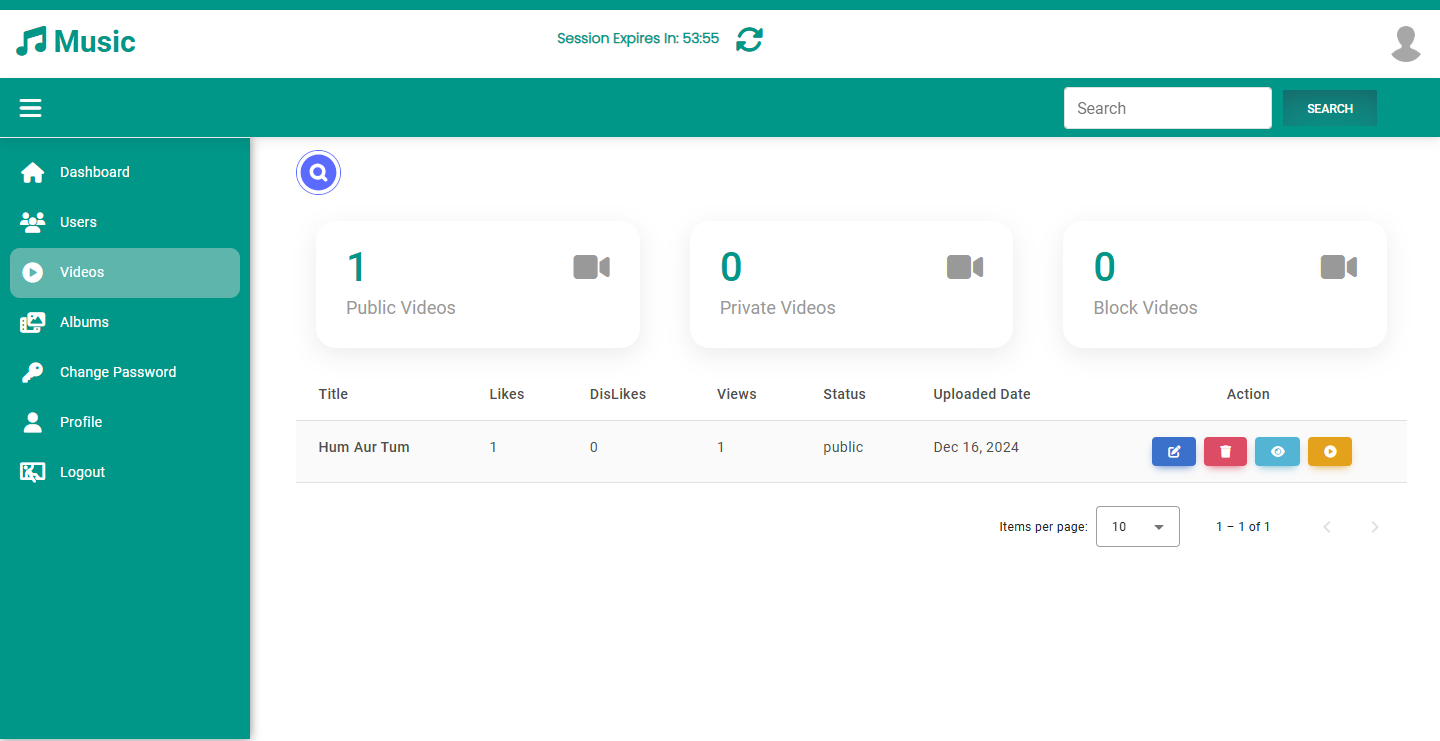 Music
Session Expires In: 53:55
Search
SEARCH
Dashboard
Users
Videos
Albums
Change Password
Profile
Logout
1
Public Videos
0
Private Videos
0
Block Videos
Title Likes DisLikes Views Status Uploaded Date Action
Hum Aur Tum 1 0 1 public Dec 16, 2024
Items per page: 10 1 – 1 of 1